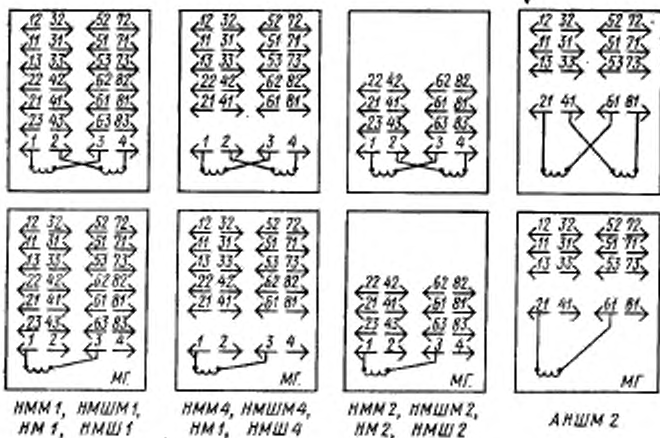 12 32 52 72
11 31 51 71
13 33 53 73
22 42 62 82
21 41 61 81
23 43 63 83
1 2 3 4
12 32 52 72
11 31 51 71
13 33 53 73
22 42 62 82
21 41 61 81
1 2 3 4
22 42 62 82
21 41 61 81
23 43 63 83
1 2 3 4
12 32 52 72
11 31 51 71
13 33 53 73
21 41 61 81
12 32 52 72
11 31 51 71
13 33 53 73
22 42 62 82
21 41 61 81
23 43 63 83
1 2 3 4
МГ.
12 32 52 72
11 31 51 71
13 33 53 73
22 42 62 82
21 41 61 81
1 2 3 4
МГ.
22 42 62 82
21 41 61 81
23 43 63 83
1 2 3 4
МГ.
12 32 52 72
11 31 51 71
13 33 53 73
21 41 61 81
МГ
НММ1, НМШМ1,
НМ1, НМШ1
НММ4, НМШМ4,
НМ1, НМШ4
НММ2, НМШМ2,
НМ2, НМШ2
АНШМ2